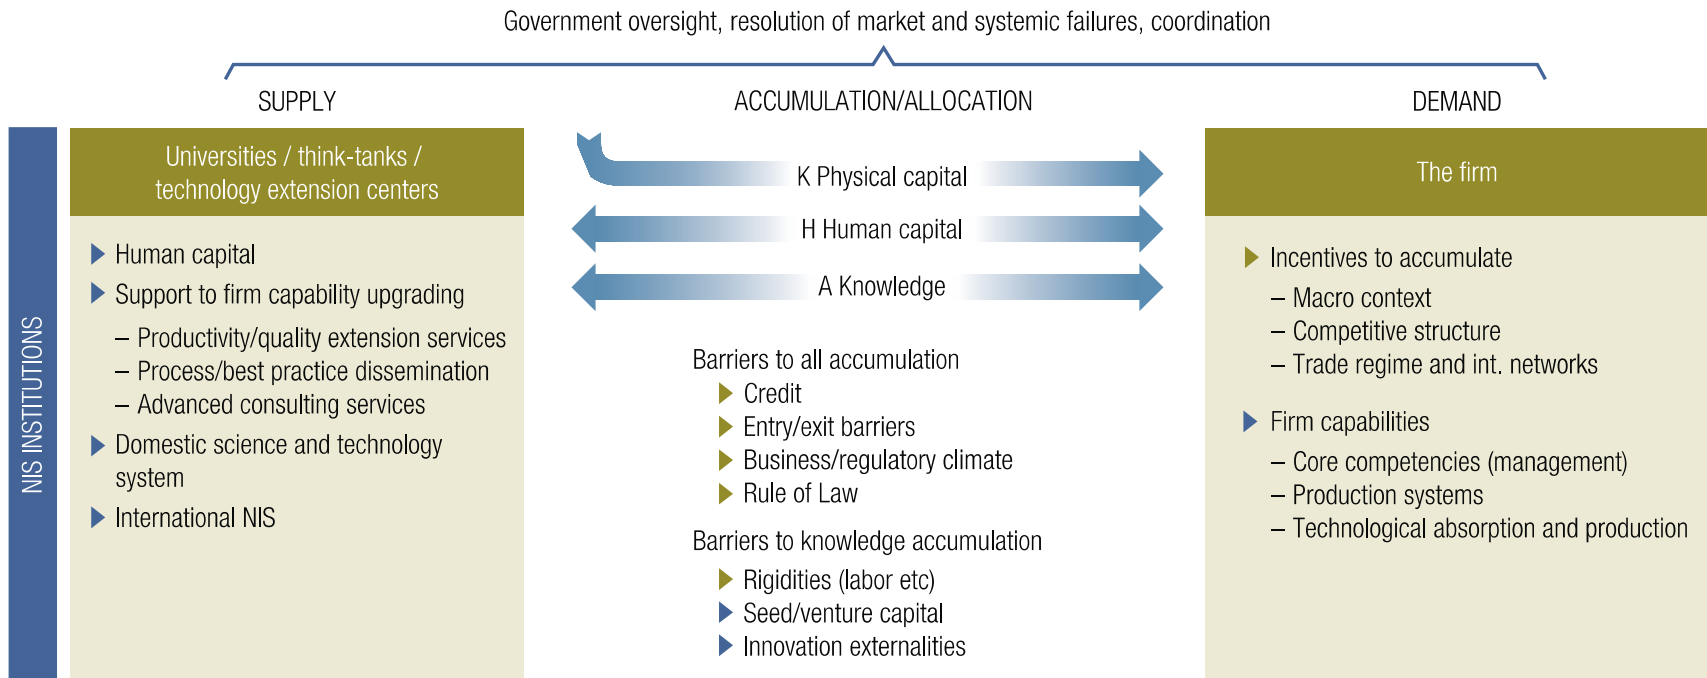 Government oversight, resolution of market and systemic failures, coordination
SUPPLY
ACCUMULATION/ALLOCATION
DEMAND
NIS INSTITUTIONS
Universities / think-tanks /
technology extension centers
Human capital
Support to firm capability upgrading
– Productivity/quality extension services
– Process/best practice dissemination
– Advanced consulting services
Domestic science and technology
system
International NIS
K Physical capital
H Human capital
A Knowledge
Barriers to all accumulation
Credit
Entry/exit barriers
Business/regulatory climate
Rule of Law
Barriers to knowledge accumulation
Rigidities (labor etc)
Seed/venture capital
Innovation externalities
The firm
Incentives to accumulate
– Macro context
– Competitive structure
– Trade regime and int. networks
Firm capabilities
– Core competencies (management)
– Production systems
– Technological absorption and production